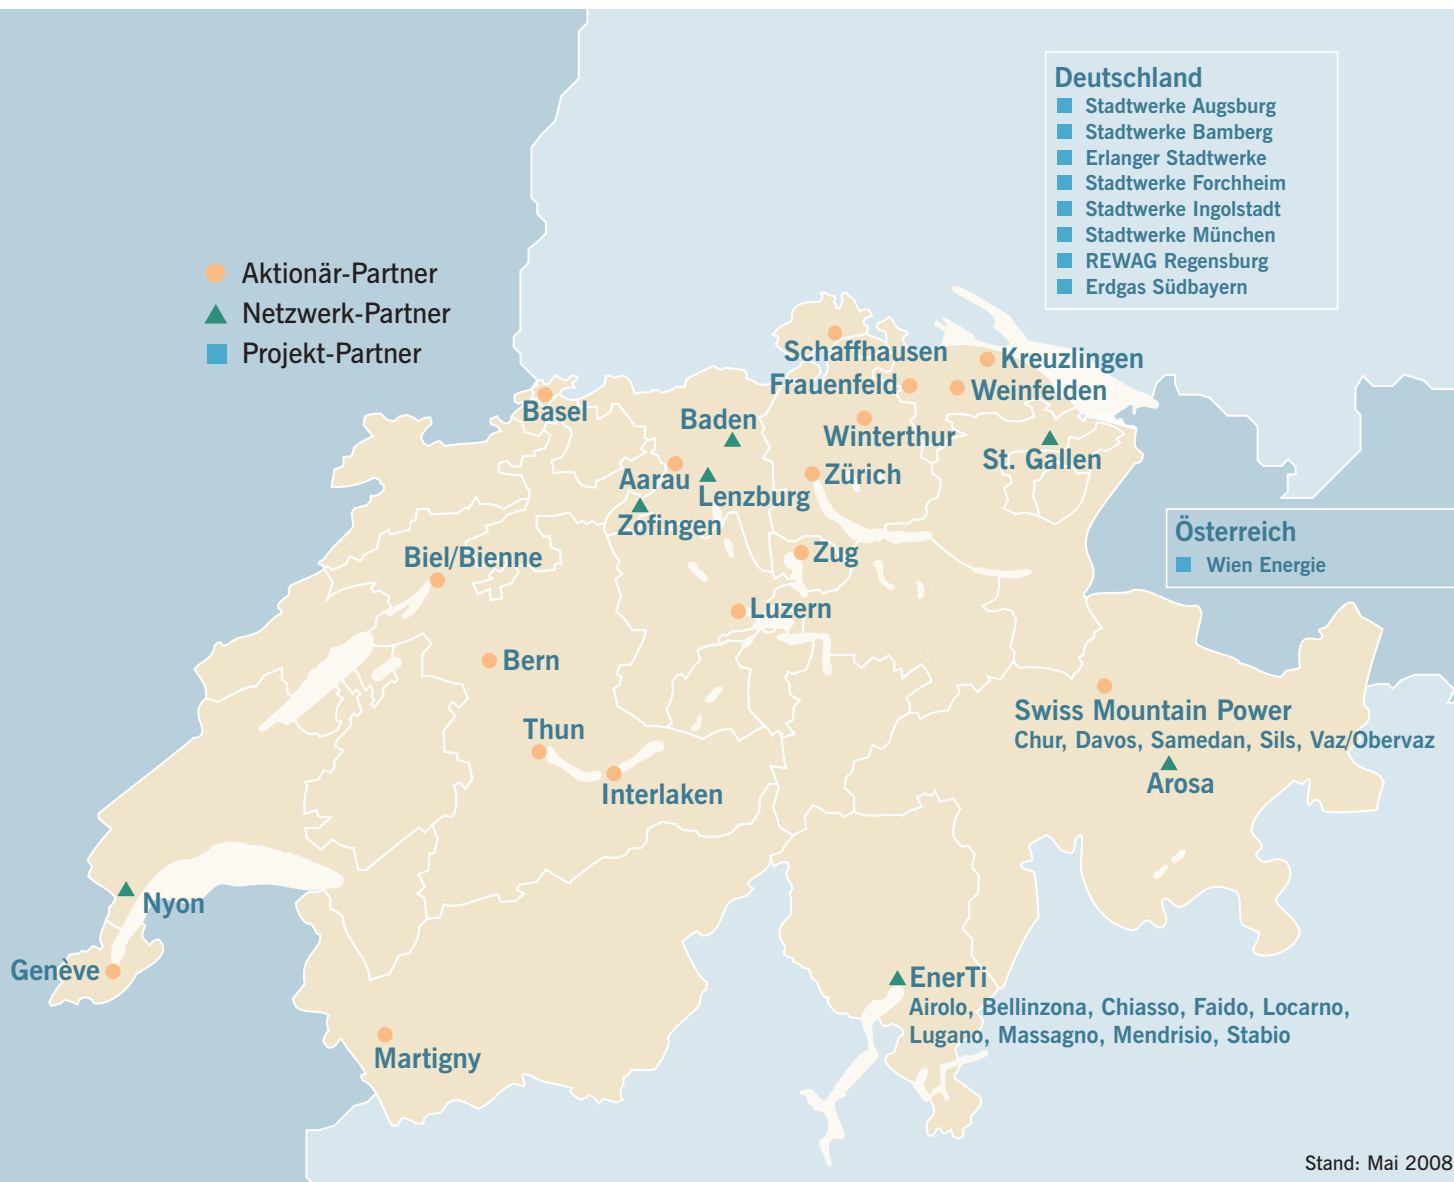 Deutschland
Stadtwerke Augsburg
Stadtwerke Bamberg
Erlanger Stadtwerke
Stadtwerke Forchheim
Stadtwerke Ingolstadt
Stadtwerke München
REWAG Regensburg
Erdgas Südbayern
Aktionär-Partner
Netzwerk-Partner
Projekt-Partner
Schaffhausen
Kreuzlingen
Frauenfeld
Weinfelden
Basel
Baden
Winterthur
St. Gallen
Aarau
Zürich
Lenzburg
Zofingen
Österreich
Wien Energie
Biel/Bienne
Zug
Luzern
Bern
Swiss Mountain Power
Chur, Davos, Samedan, Sils, Vaz/Obervaz
Thun
Arosa
Interlaken
Nyon
Genève
EnerTi
Airolo, Bellinzona, Chiasso, Faido, Locarno,
Lugano, Massagno, Mendrisio, Stabio
Martigny
Stand: Mai 2008